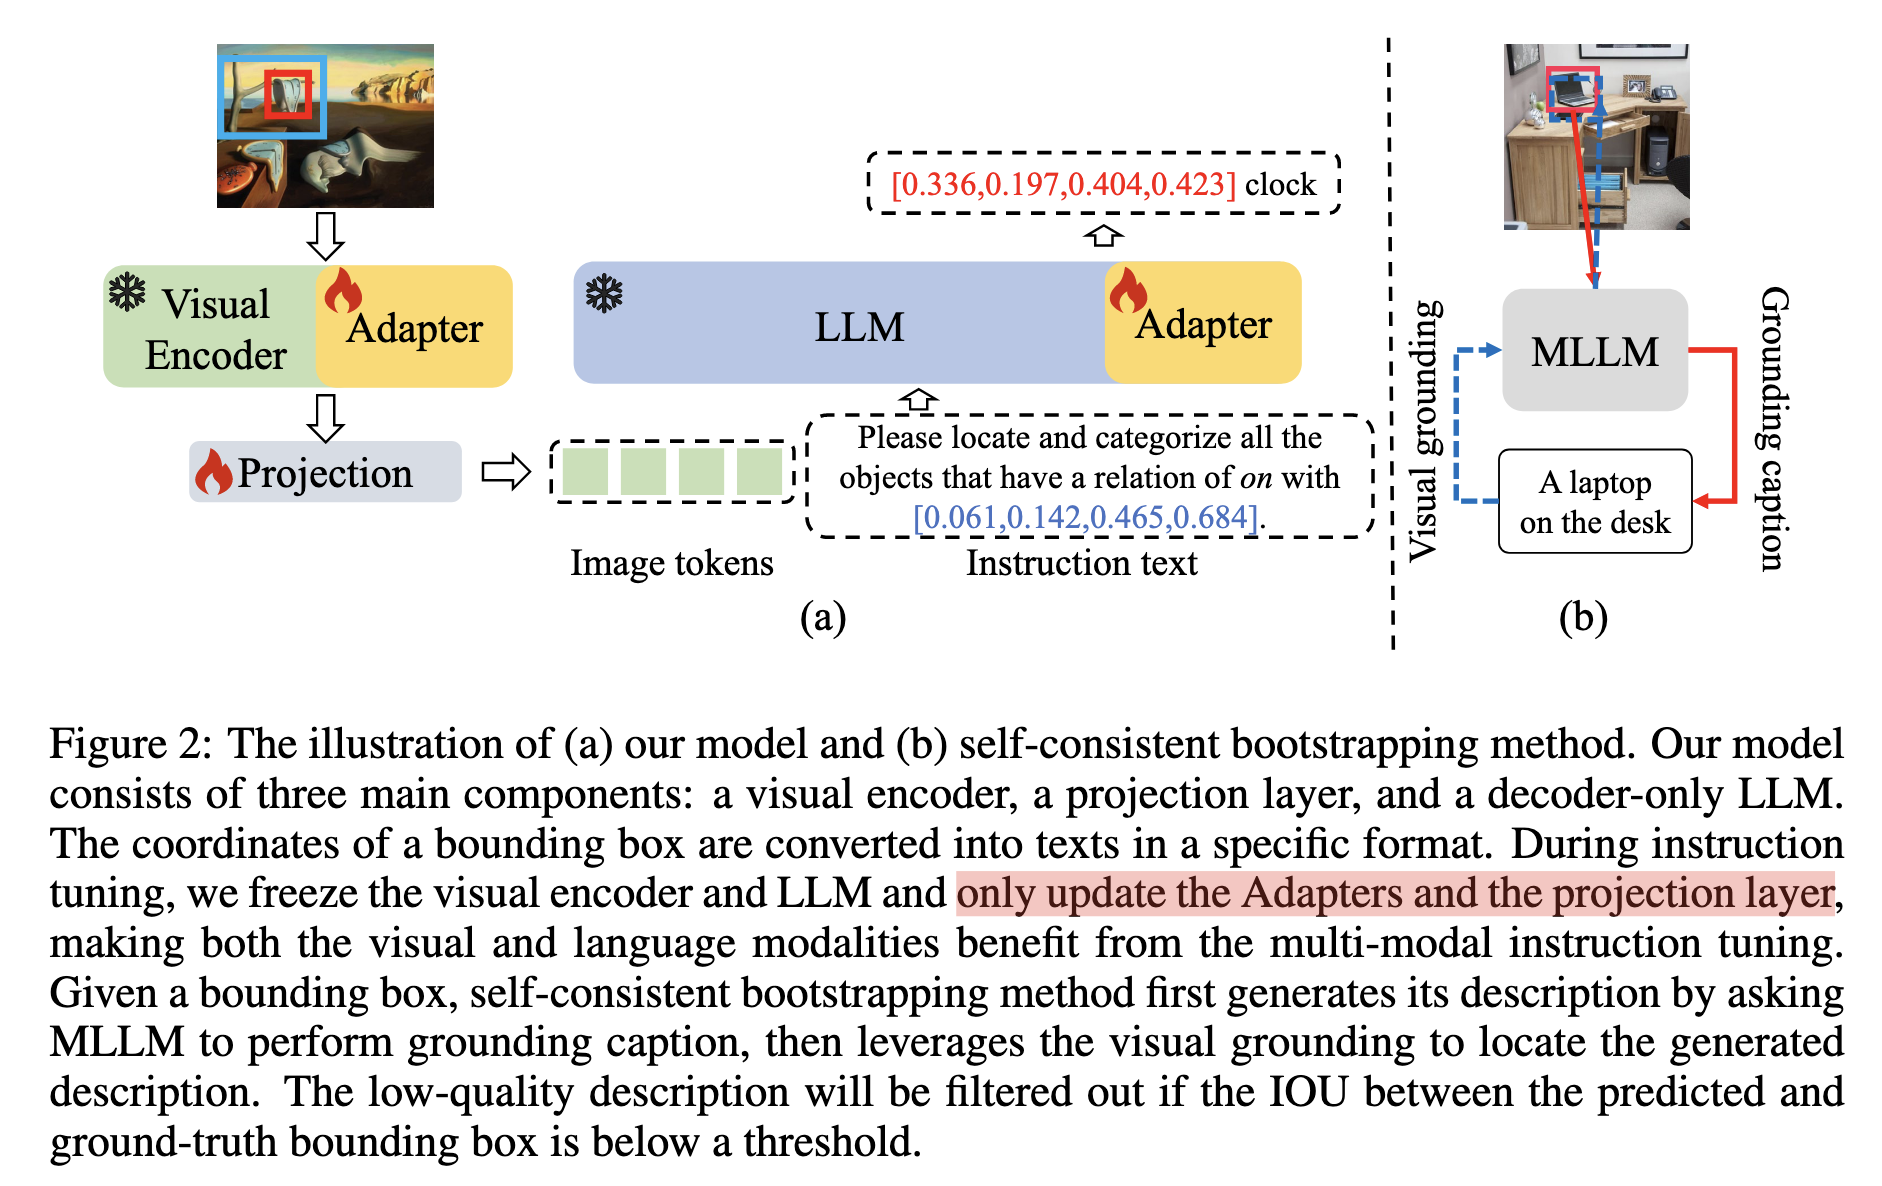 [0.336,0.197,0.404,0.423] clock
Visual
Encoder
Adapter
LLM
Adapter
Projection
Image tokens
Please locate and categorize all the
objects that have a relation of on with
[0.061,0.142,0.465,0.684].
Instruction text
(a)
Visual grounding
MLLM
A laptop
on the desk
Grounding caption
(b)
Figure 2: The illustration of (a) our model and (b) self-consistent bootstrapping method. Our model
consists of three main components: a visual encoder, a projection layer, and a decoder-only LLM.
The coordinates of a bounding box are converted into texts in a specific format. During instruction
tuning, we freeze the visual encoder and LLM and only update the Adapters and the projection layer,
making both the visual and language modalities benefit from the multi-modal instruction tuning.
Given a bounding box, self-consistent bootstrapping method first generates its description by asking
MLLM to perform grounding caption, then leverages the visual grounding to locate the generated
description. The low-quality description will be filtered out if the IOU between the predicted and
ground-truth bounding box is below a threshold.